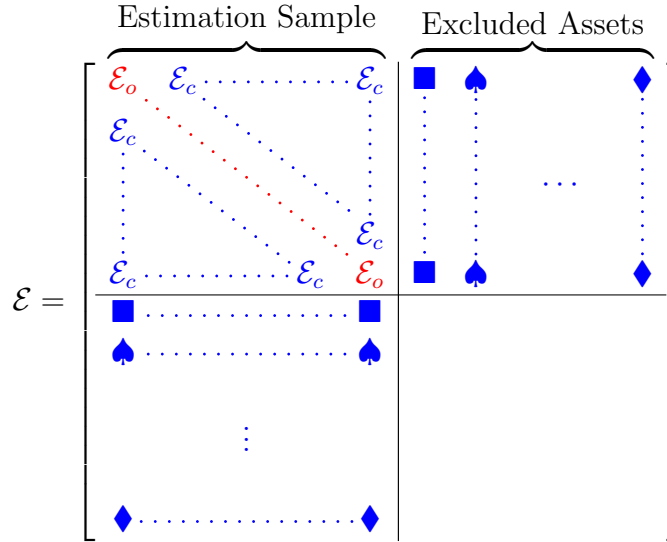 Estimation Sample Excluded Assets
ℰo ℰc ℰc ■ ♠ ♦
ℰc
...
ℰc
ℰc ℰc ℰo ■ ♠ ♦
ℰ =
■ ■
♠ ♠
⋮
♦ ♦